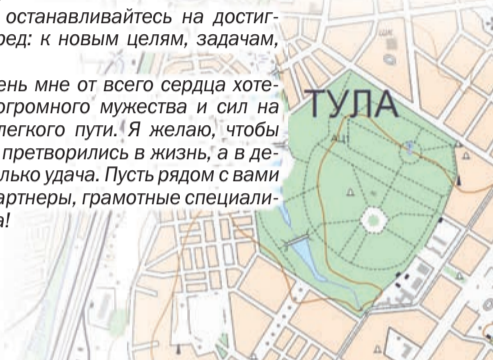 останавливайтесь на достиг-
ред: к новым целям, задачам,
ень мне от всего сердца хоте-
огромного мужества и сил на
легкого пути. Я желаю, чтобы
претворились в жизнь, а в де-
лько удача. Пусть рядом с вами
артнеры, грамотные специали-
а!
ТУЛА